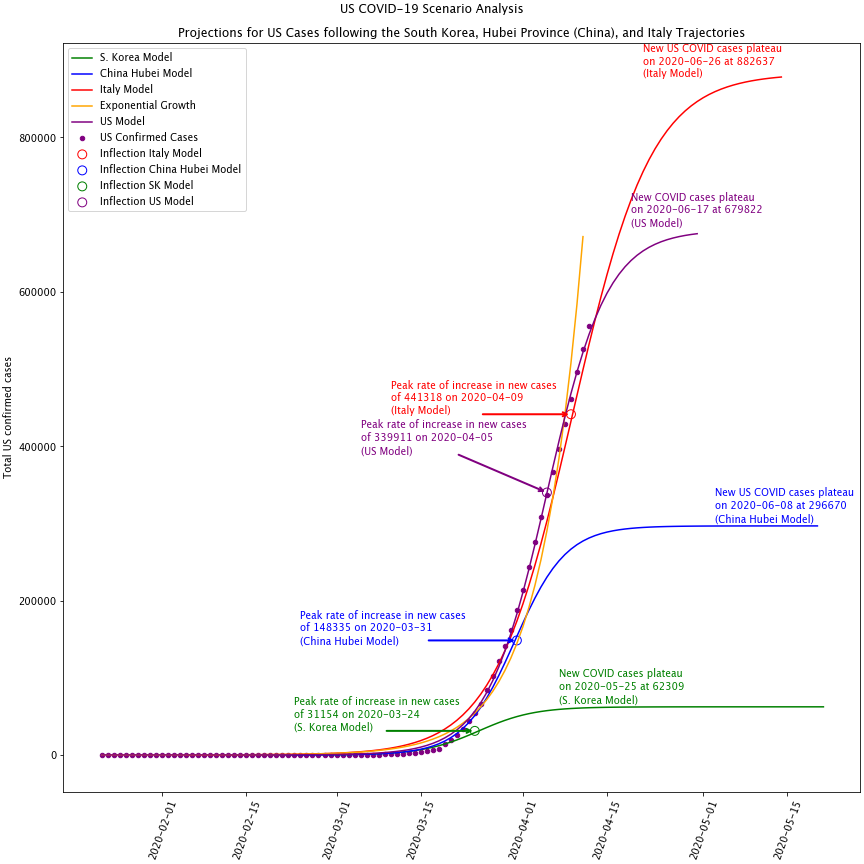 US COVID-19 Scenario Analysis
Projections for US Cases following the South Korea, Hubei Province (China), and Italy Trajectories
S. Korea Model
China Hubei Model
Italy Model
Exponential Growth
US Model
US Confirmed Cases
Inflection Italy Model
Inflection China Hubei Model
Inflection SK Model
Inflection US Model
New US COVID cases plateau
on 2020-06-26 at 882637
(Italy Model)
New COVID cases plateau
on 2020-06-17 at 679822
(US Model)
Peak rate of increase in new cases
of 441318 on 2020-04-09
(Italy Model)
Peak rate of increase in new cases
of 339911 on 2020-04-05
(US Model)
New US COVID cases plateau
on 2020-06-08 at 296670
(China Hubei Model)
Peak rate of increase in new cases
of 148335 on 2020-03-31
(China Hubei Model)
New COVID cases plateau
on 2020-05-25 at 62309
(S. Korea Model)
Peak rate of increase in new cases
of 31154 on 2020-03-24
(S. Korea Model)
Total US confirmed cases
800000
600000
400000
200000
0
2020-02-01
2020-02-15
2020-03-01
2020-03-15
2020-04-01
2020-04-15
2020-05-01
2020-05-15